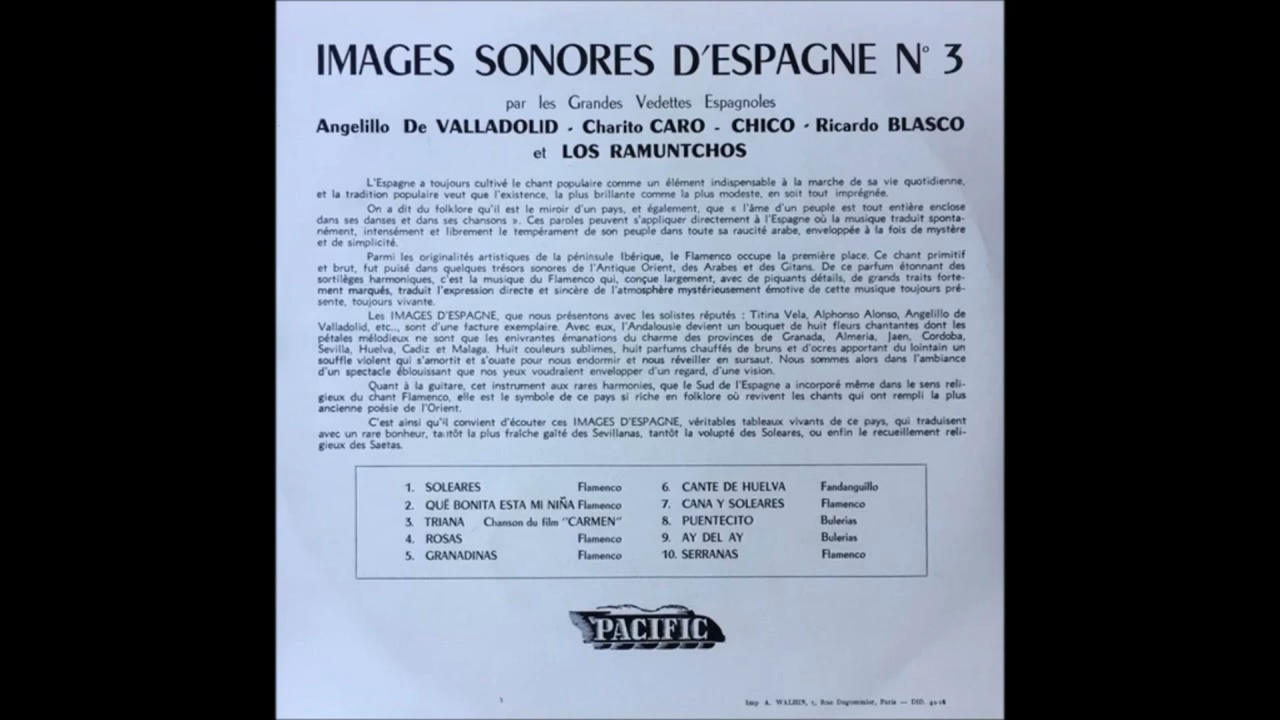 IMAGES SONORES D'ESPAGNE N° 3
par les Grandes Vedettes Espagnoles
Angelillo De VALLADOLID - Charito CARO - CHICO - Ricardo BLASCO
et LOS RAMUNTCHOS
L'Espagne a toujours cultivé le chant populaire comme un élément indispensable à la marche de sa vie quotidienne,
et la tradition populaire veut que l'existence, la plus brillante comme la plus modeste, en soit tout imprégnée.
On a dit du folklore qu'il est le miroir d'un pays, et également, que « l'âme d'un peuple est tout entière enclose
dans ses danses et dans ses chansons ». Ces paroles peuvent s'appliquer directement à l'Espagne où la musique traduit sponta-
nément, intensément et librement le tempérament de son peuple dans toute sa raucité arabe, enveloppée à la fois de mystère
et de simplicité.
Parmi les originalités artistiques de la péninsule Ibérique, le Flamenco occupe la première place. Ce chant primitif
et brut, fut puisé dans quelques trésors sonores de l'Antique Orient, des Arabes et des Gitans. De ce parfum étonnant des
sortilèges harmoniques, c'est la musique du Flamenco qui, conçue largement, avec de piquants détails, de grands traits forte-
ment marqués, traduit l'expression directe et sincère de l'atmosphère mystérieusement émotive de cette musique toujours pré-
sente, toujours vivante.
Les IMAGES D'ESPAGNE, que nous présentons avec les solistes réputés : Titina Vela, Alphonso Alonso, Angelillo de
Valladolid, etc.., sont d'une facture exemplaire. Avec eux, l'Andalousie devient un bouquet de huit fleurs chantantes dont les
pétales mélodieux ne sont que les enivrantes émanations du charme des provinces de Granada, Almeria, Jaen, Cordoba,
Sevilla, Huelva, Cadiz et Malaga. Huit couleurs sublimes, huit parfums chauffés de bruns et d'ocres apportant du lointain un
souffle violent qui s'amortit et s'ouate pour nous endormir et nous réveiller en sursaut. Nous sommes alors dans l'ambiance
d'un spectacle éblouissant que nos yeux voudraient envelopper d'un regard, d'une vision.
Quant à la guitare, cet instrument aux rares harmonies, que le Sud de l'Espagne a incorporé même dans le sens reli-
gieux du chant Flamenco, elle est le symbole de ce pays si riche en folklore où revivent les chants qui ont rempli la plus
ancienne poésie de l'Orient.
C'est ainsi qu'il convient d'écouter ces IMAGES D'ESPAGNE, véritables tableaux vivants de ce pays, qui traduisent
avec un rare bonheur, tantôt la plus fraîche gaîté des Sevillanas, tantôt la volupté des Soleares, ou enfin le recueillement reli-
gieux des Saetas.
1. SOLEARES Flamenco
2. QUÉ BONITA ESTA MI NIÑA Flamenco
3. TRIANA Chanson du film "CARMEN"
4. ROSAS Flamenco
5. GRANADINAS Flamenco
6. CANTE DE HUELVA Fandanguillo
7. CANA Y SOLEARES Flamenco
8. PUENTECITO Bulerias
9. AY DEL AY Bulerias
10. SERRANAS Flamenco
PACIFIC
Imp A. WALHIN, Rue Dugommier, Paris — DID.